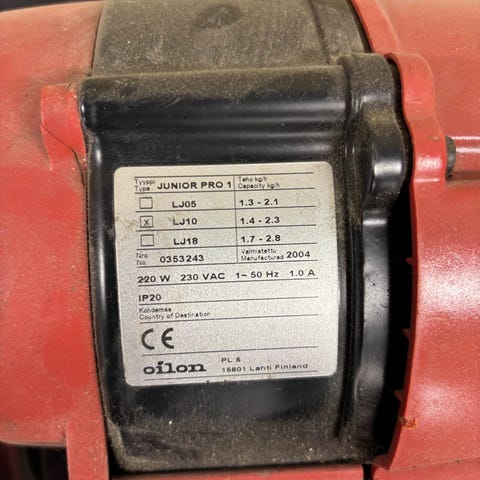 Tyyppi
Type JUNIOR PRO 1 Teho kg/h
Capacity kg/h
LJ05 1.3 - 2.1
x LJ10 1.4 - 2.3
LJ18 1.7 - 2.8
Nro
No. 0353243 Valmistettu
Manufactured 2004
220 W 230 VAC 1~ 50 Hz 1.0 A
IP20
Kohdemaa
Country of Destination
CE
oilon PL 5
15801 Lahti Finland